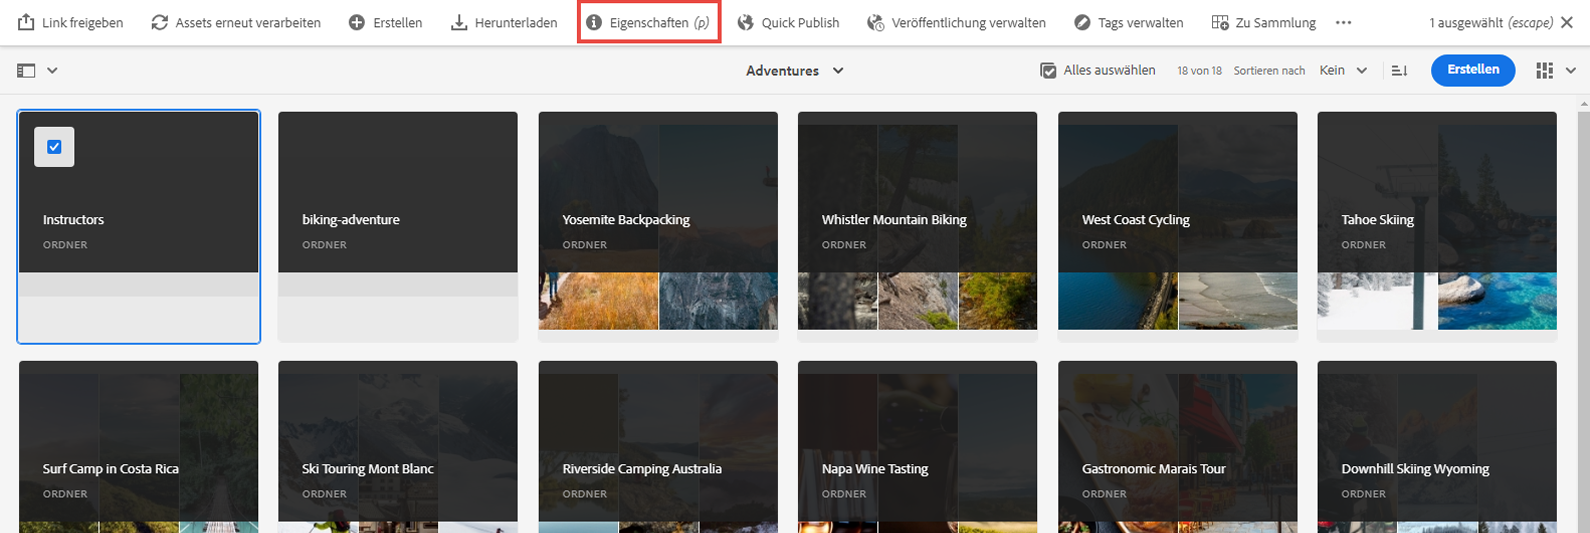 Link freigeben Assets erneut verarbeiten Erstellen Herunterladen Eigenschaften (p) Quick Publish Veröffentlichung verwalten Tags verwalten Zu Sammlung ••• 1 ausgewählt (escape)
Adventures Alles auswählen 18 von 18 Sortieren nach Kein Erstellen
Instructors biking-adventure Yosemite Backpacking Whistler Mountain Biking West Coast Cycling Tahoe Skiing
ORDNER ORDNER ORDNER ORDNER ORDNER ORDNER
Surf Camp in Costa Rica Ski Touring Mont Blanc Riverside Camping Australia Napa Wine Tasting Gastronomic Marais Tour Downhill Skiing Wyoming
ORDNER ORDNER ORDNER ORDNER ORDNER ORDNER